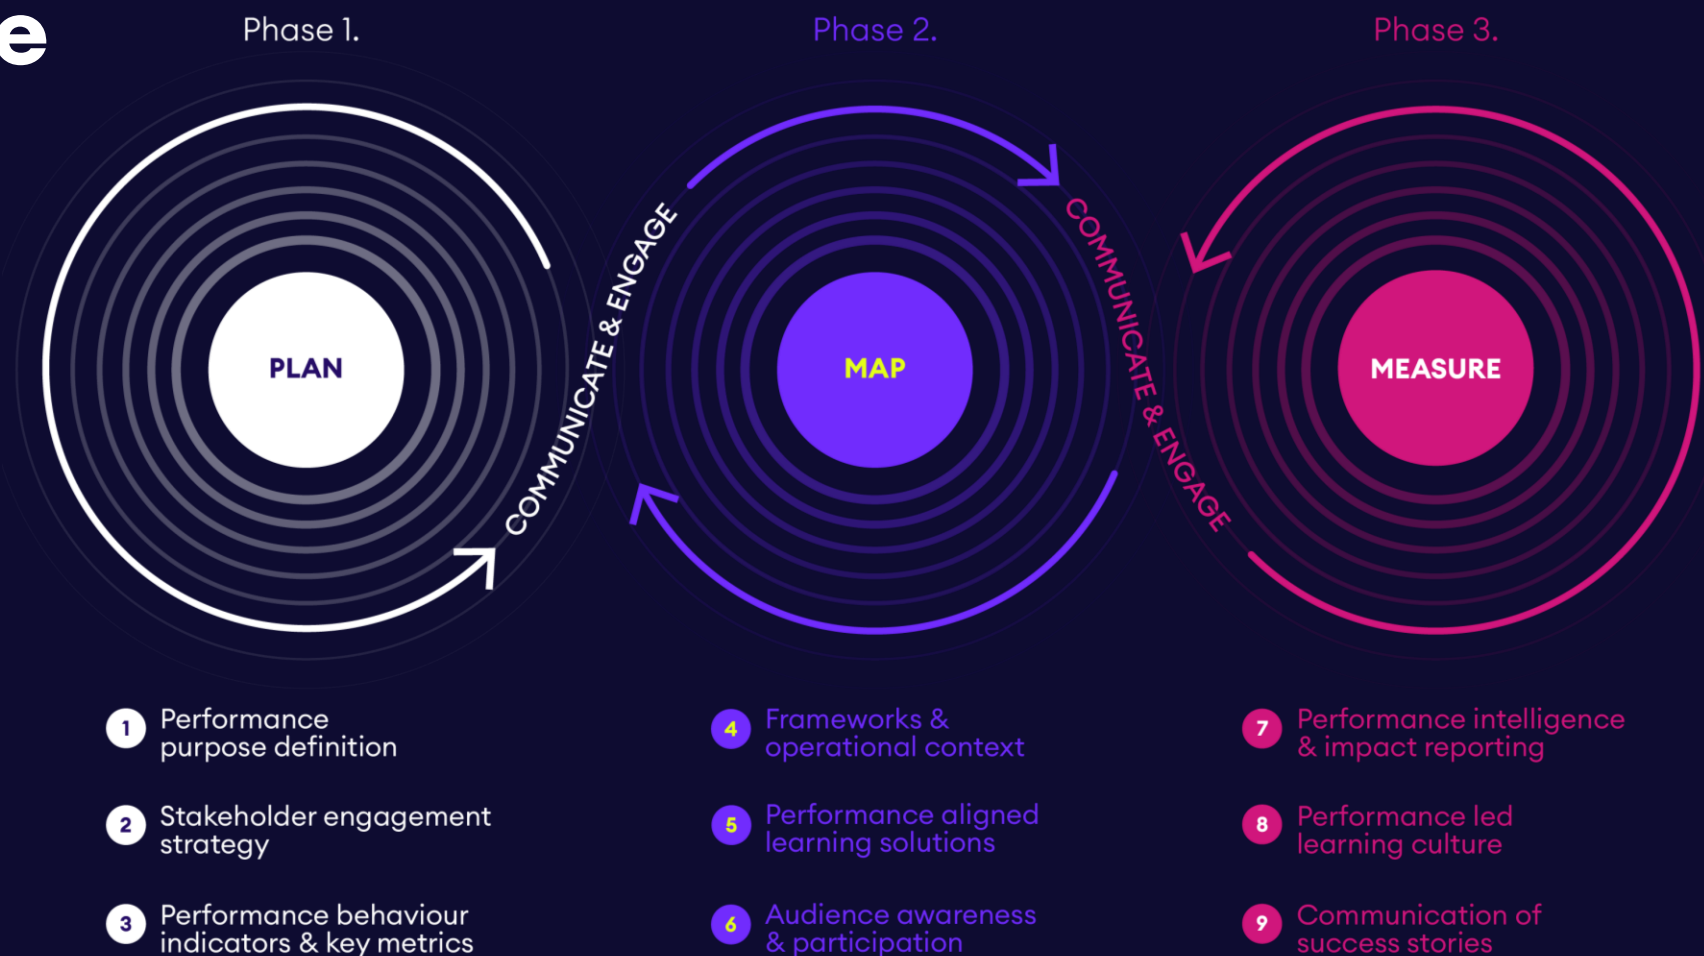 e
Phase 1.
Phase 2.
Phase 3.
PLAN
COMMUNICATE & ENGAGE
MAP
COMMUNICATE & ENGAGE
MEASURE
1 Performance
purpose definition
2 Stakeholder engagement
strategy
3 Performance behaviour
indicators & key metrics
4 Frameworks &
operational context
5 Performance aligned
learning solutions
6 Audience awareness
& participation
7 Performance intelligence
& impact reporting
8 Performance led
learning culture
9 Communication of
success stories